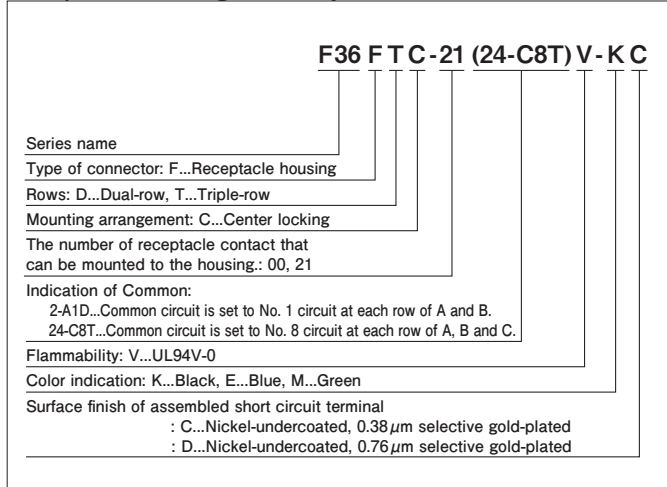 F36 F T C - 21 (24-C8T) V - K C
Series name
Type of connector: F...Receptacle housing
Rows: D...Dual-row, T...Triple-row
Mounting arrangement: C...Center locking
The number of receptacle contact that
can be mounted to the housing.: 00, 21
Indication of Common:
2-A1D...Common circuit is set to No. 1 circuit at each row of A and B.
24-C8T...Common circuit is set to No. 8 circuit at each row of A, B and C.
Flammability: V...UL94V-0
Color indication: K...Black, E...Blue, M...Green
Surface finish of assembled short circuit terminal
: C...Nickel-undercoated, 0.38μm selective gold-plated
: D...Nickel-undercoated, 0.76μm selective gold-plated